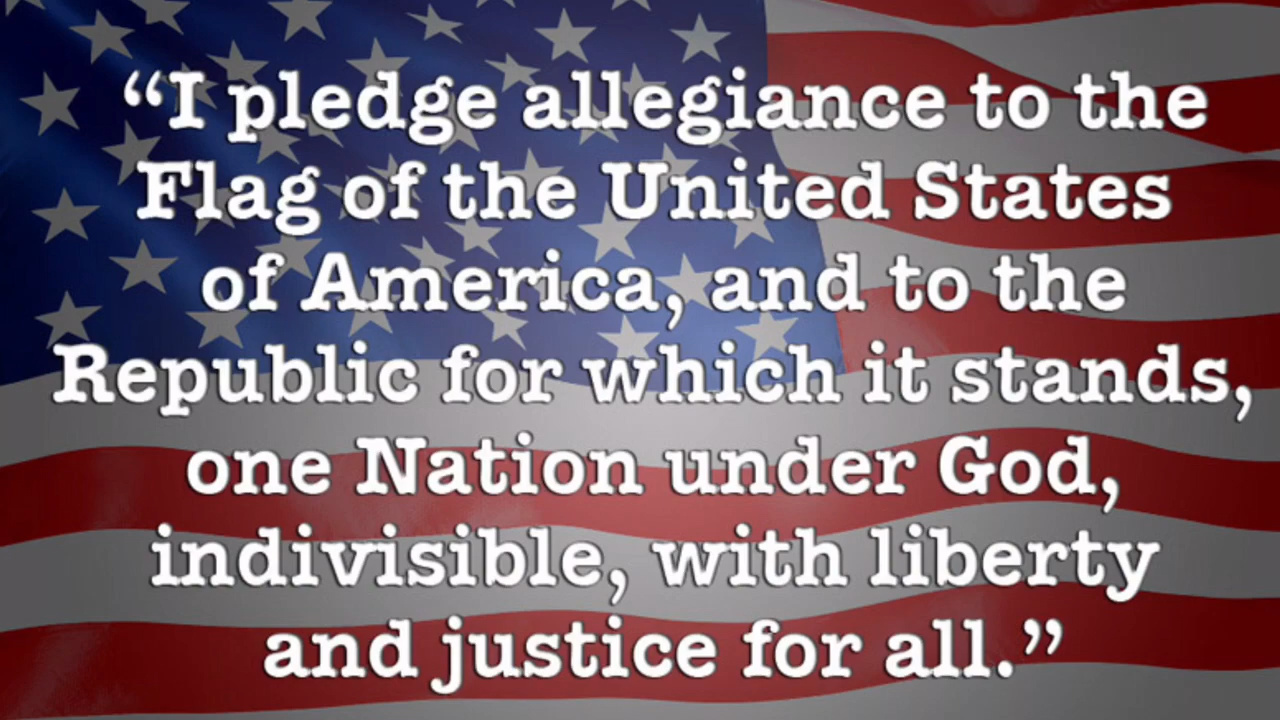 “I pledge allegiance to the
Flag of the United States
of America, and to the
Republic for which it stands,
one Nation under God,
indivisible, with liberty
and justice for all.”